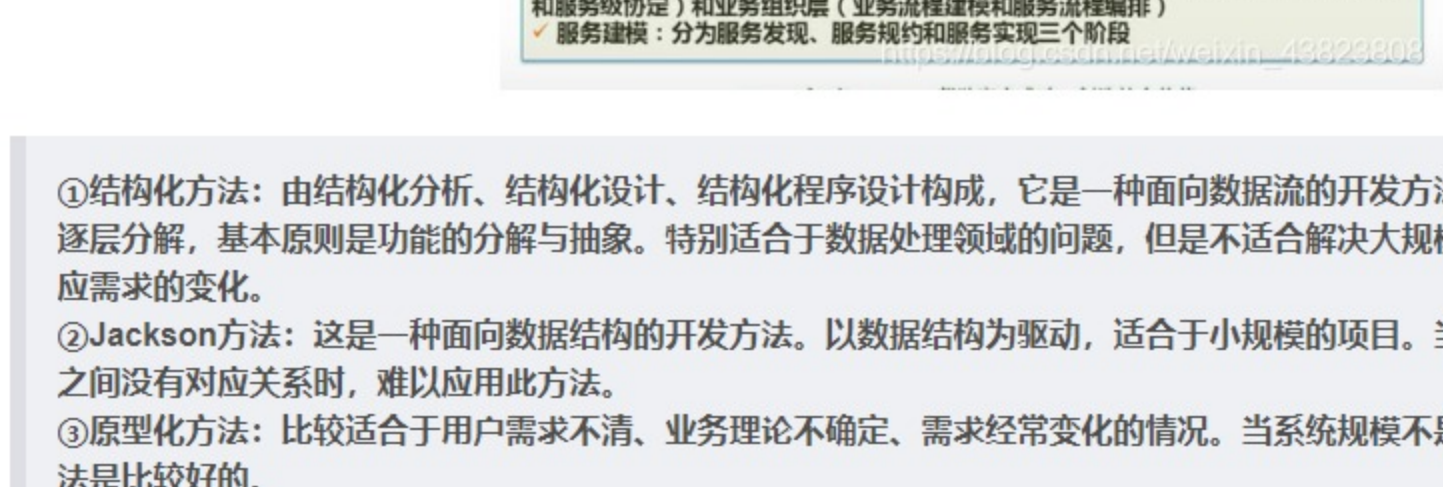 和服务级协定）和业务组织层（业务流程建模和服务流程编排）
✓ 服务建模：分为服务发现、服务规约和服务实现三个阶段
https://blog.csdn.net/weixin_43823808
①结构化方法：由结构化分析、结构化设计、结构化程序设计构成，它是一种面向数据流的开发方法
逐层分解，基本原则是功能的分解与抽象。特别适合于数据处理领域的问题，但是不适合解决大规模
应需求的变化。
②Jackson方法：这是一种面向数据结构的开发方法。以数据结构为驱动，适合于小规模的项目。当
之间没有对应关系时，难以应用此方法。
③原型化方法：比较适合于用户需求不清、业务理论不确定、需求经常变化的情况。当系统规模不是
法是比较好的。